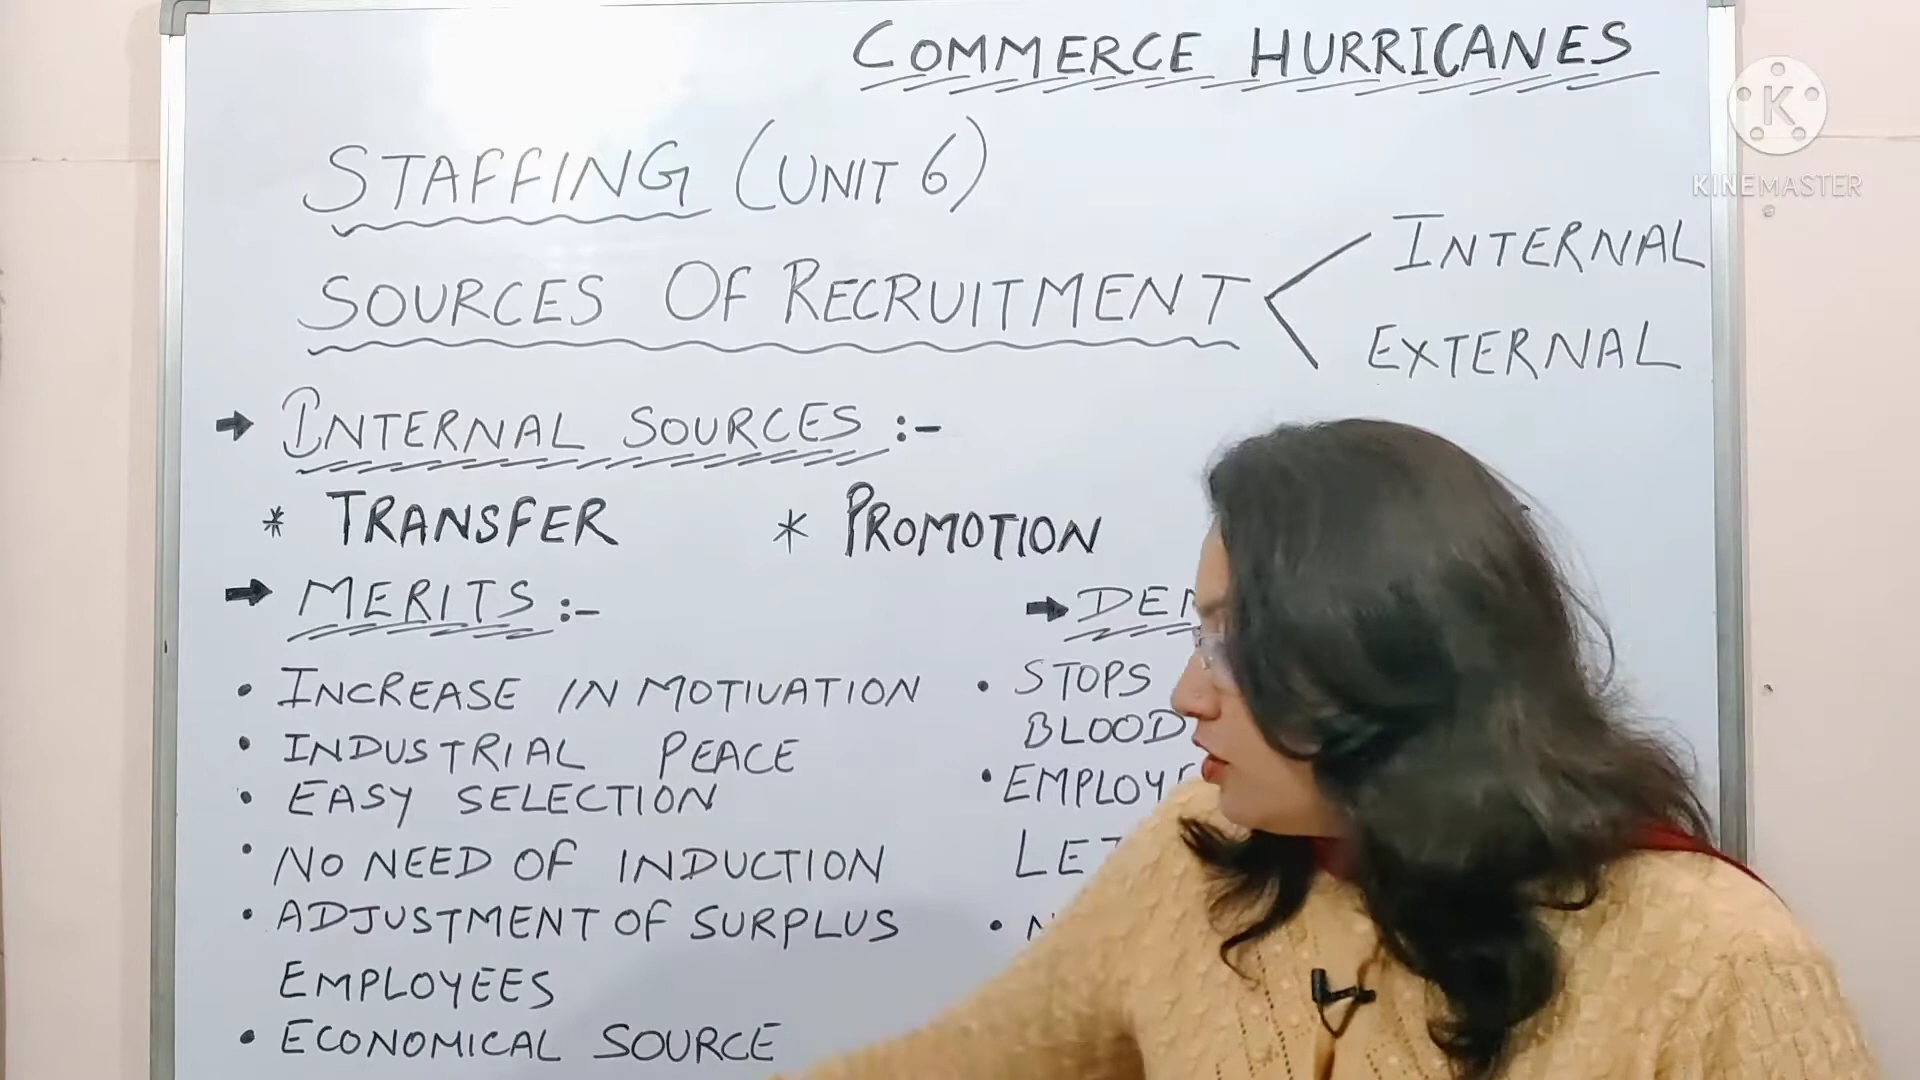 COMMERCE HURRICANES
K
KINEMASTER
STAFFING (UNIT 6)
SOURCES OF RECRUITMENT
INTERNAL
EXTERNAL
➡ INTERNAL SOURCES :-
* TRANSFER * PROMOTION
➡ MERITS :-
• INCREASE IN MOTIVATION
• INDUSTRIAL PEACE
• EASY SELECTION
• NO NEED OF INDUCTION
• ADJUSTMENT OF SURPLUS
EMPLOYEES
• ECONOMICAL SOURCE
• STOPS
BLOOD